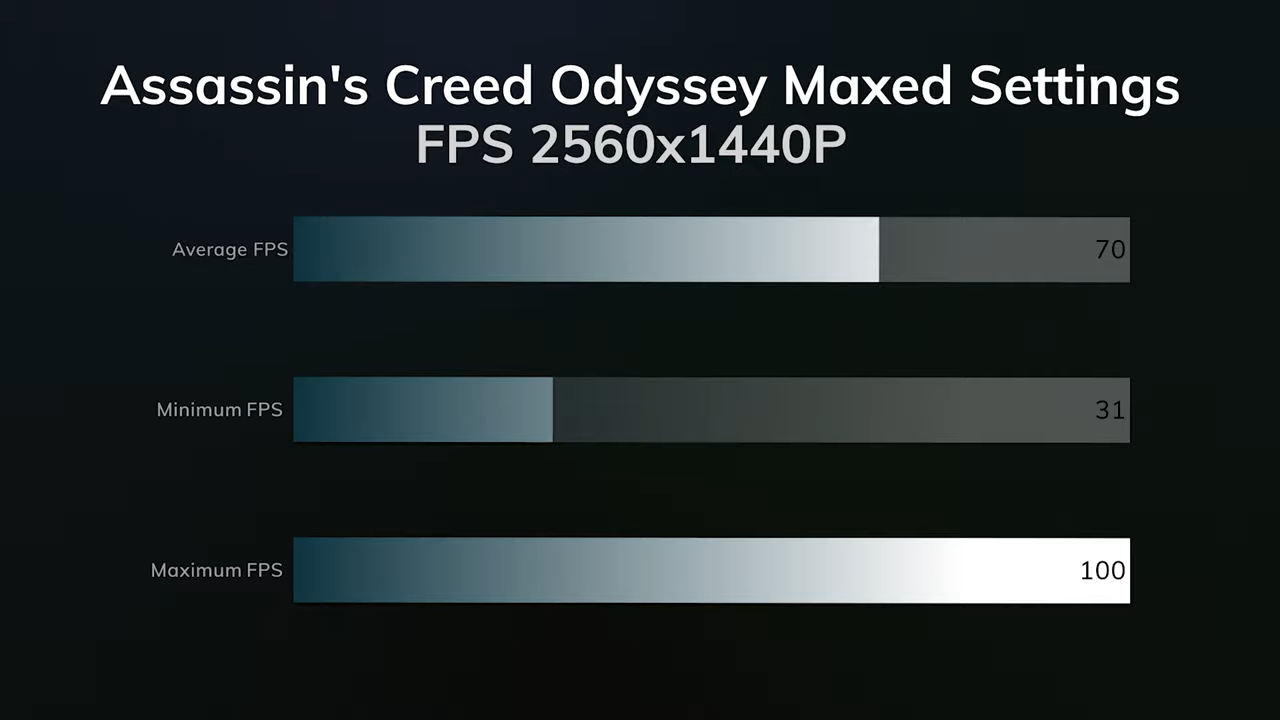 Assassin's Creed Odyssey Maxed Settings
FPS 2560x1440P
Average FPS 70
Minimum FPS 31
Maximum FPS 100